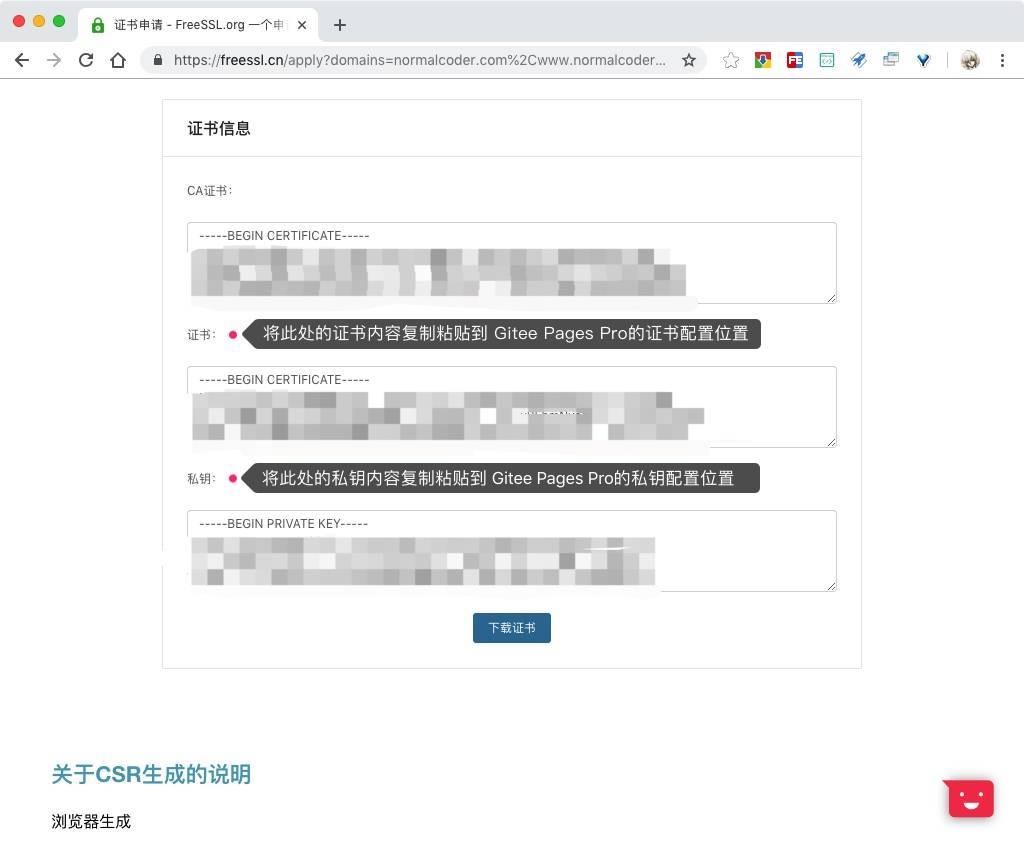 证书申请 - FreeSSL.org 一个申
https://freessl.cn/apply?domains=normalcoder.com%2Cwww.normalcoder...
FE
证书信息
CA证书:
-----BEGIN CERTIFICATE-----
证书:
将此处的证书内容复制粘贴到 Gitee Pages Pro的证书配置位置
-----BEGIN CERTIFICATE-----
私钥:
将此处的私钥内容复制粘贴到 Gitee Pages Pro的私钥配置位置
-----BEGIN PRIVATE KEY-----
下载证书
关于CSR生成的说明
浏览器生成